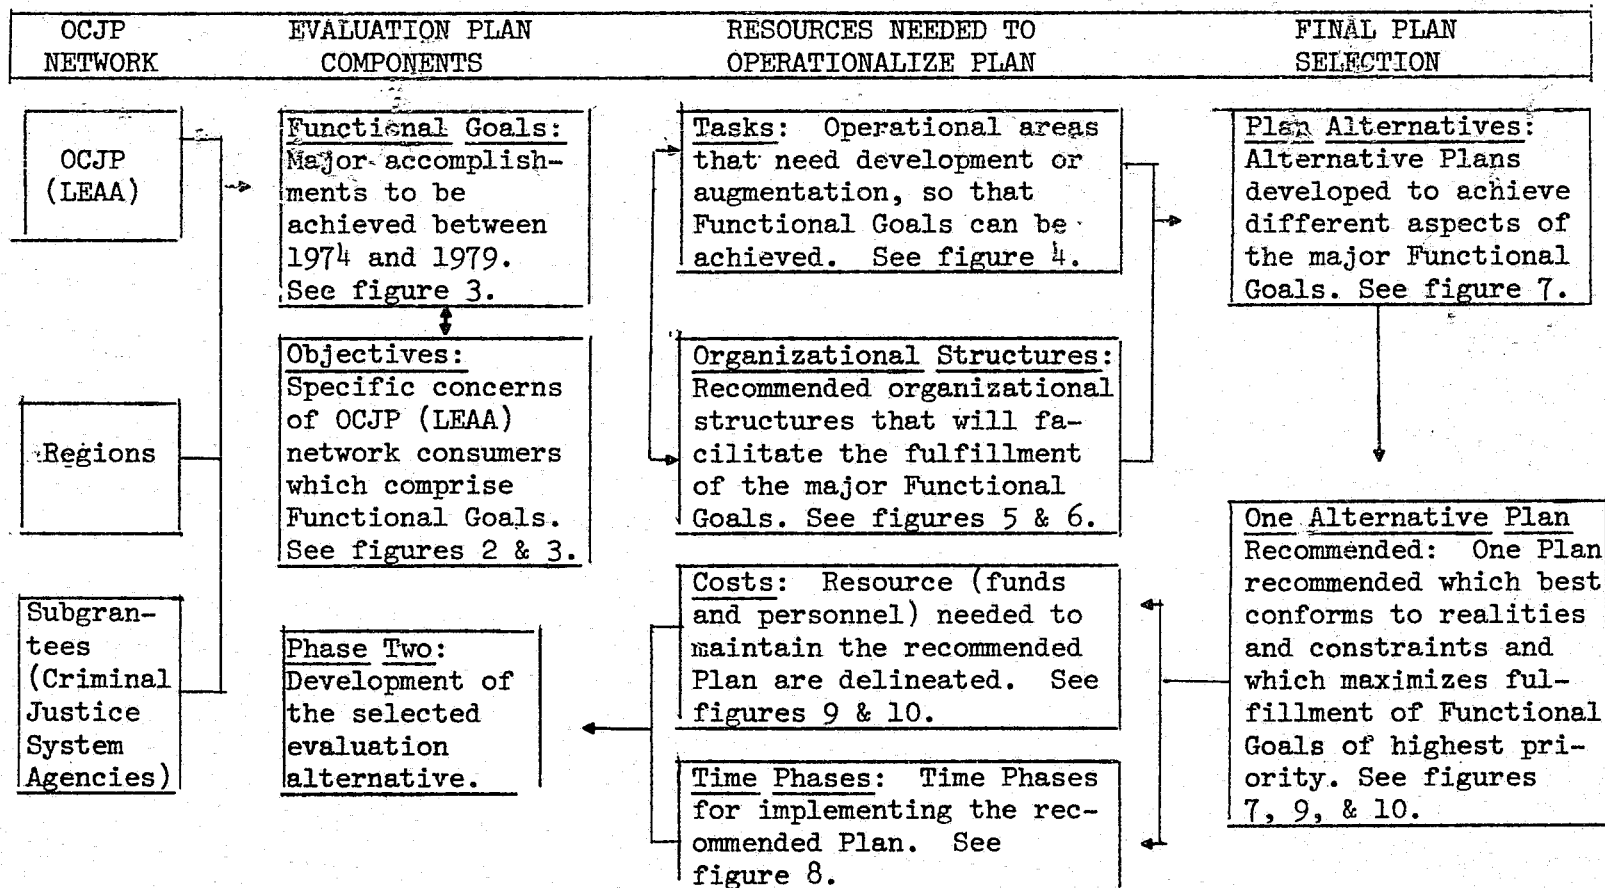 OCJP
NETWORK
EVALUATION PLAN
COMPONENTS
RESOURCES NEEDED TO
OPERATIONALIZE PLAN
FINAL PLAN
SELECTION
OCJP
(LEAA)
Regions
Subgran-
tees
(Criminal
Justice
System
Agencies)
Functional Goals:
Major accomplish-
ments to be
achieved between
1974 and 1979.
See figure 3.
Objectives:
Specific concerns
of OCJP (LEAA)
network consumers
which comprise
Functional Goals.
See figures 2 & 3.
Phase Two:
Development of
the selected
evaluation
alternative.
Tasks: Operational areas
that need development or
augmentation, so that
Functional Goals can be
achieved. See figure 4.
Organizational Structures:
Recommended organizational
structures that will fa-
cilitate the fulfillment
of the major Functional
Goals. See figures 5 & 6.
Costs: Resource (funds
and personnel) needed to
maintain the recommended
Plan are delineated. See
figures 9 & 10.
Time Phases: Time Phases
for implementing the rec-
ommended Plan. See
figure 8.
Plan Alternatives:
Alternative Plans
developed to achieve
different aspects of
the major Functional
Goals. See figure 7.
One Alternative Plan
Recommended: One Plan
recommended which best
conforms to realities
and constraints and
which maximizes ful-
fillment of Functional
Goals of highest pri-
ority. See figures
7, 9, & 10.